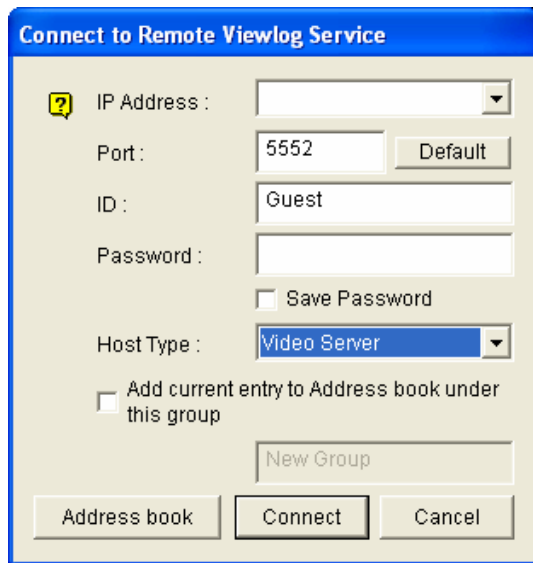 Connect to Remote Viewlog Service
?
IP Address :
Port :
5552
Default
ID :
Guest
Password :
Save Password
Host Type :
Video Server
Add current entry to Address book under
this group
New Group
Address book
Connect
Cancel